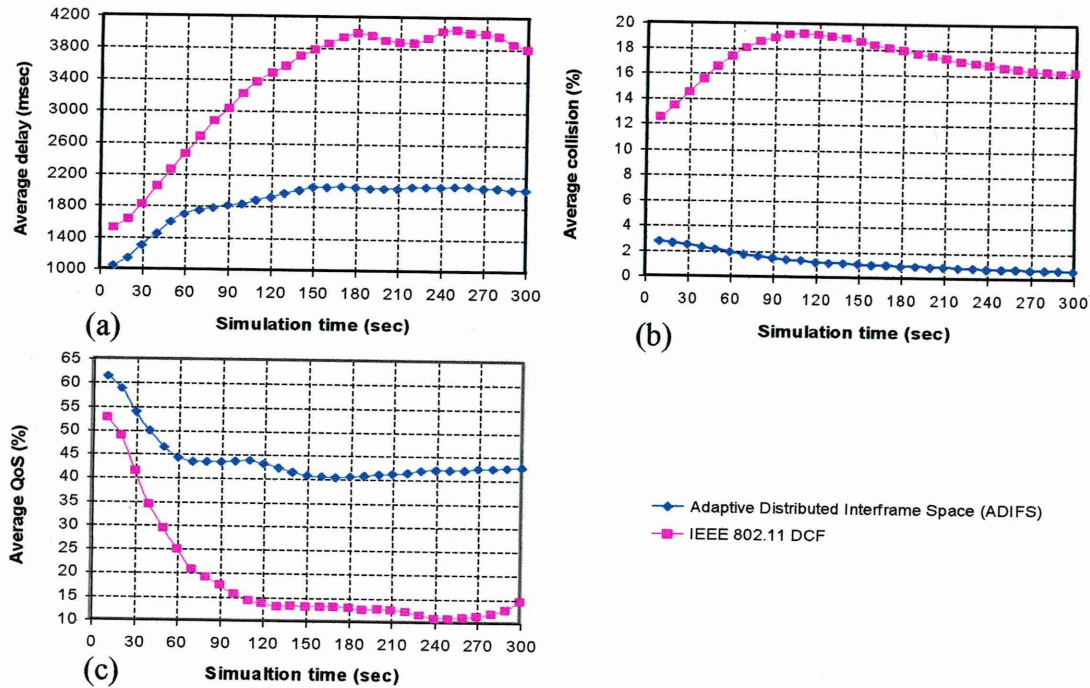 Average delay (msec)
4200
3800
3400
3000
2600
2200
1800
1400
1000
0 30 60 90 120 150 180 210 240 270 300
Simulation time (sec)
(a)
Average collision (%)
20
18
16
14
12
10
8
6
4
2
0
0 30 60 90 120 150 180 210 240 270 300
Simulation time (sec)
(b)
Average QoS (%)
65
60
55
50
45
40
35
30
25
20
15
10
0 30 60 90 120 150 180 210 240 270 300
Simualtion time (sec)
(c)
Adaptive Distributed Interframe Space (ADIFS)
IEEE 802.11 DCF